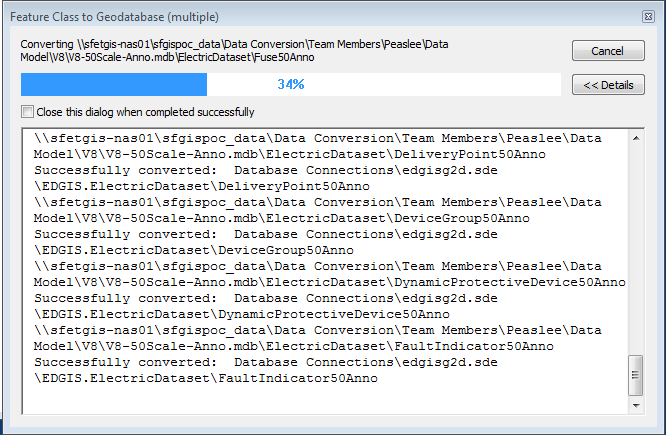 Feature Class to Geodatabase (multiple)
Converting \\sfetgis-nas01\sfgispoc_data\Data Conversion\Team Members\Peaslee\Data
Model\V8\V8-50Scale-Anno.mdb\ElectricDataset\Fuse50Anno
Cancel
34%
<< Details
Close this dialog when completed successfully
\\sfetgis-nas01\sfgispoc_data\Data Conversion\Team Members\Peaslee\Data
Model\V8\V8-50Scale-Anno.mdb\ElectricDataset\DeliveryPoint50Anno
Successfully converted:  Database Connections\edgisg2d.sde
\EDGIS.ElectricDataset\DeliveryPoint50Anno
\\sfetgis-nas01\sfgispoc_data\Data Conversion\Team Members\Peaslee\Data
Model\V8\V8-50Scale-Anno.mdb\ElectricDataset\DeviceGroup50Anno
Successfully converted:  Database Connections\edgisg2d.sde
\EDGIS.ElectricDataset\DeviceGroup50Anno
\\sfetgis-nas01\sfgispoc_data\Data Conversion\Team Members\Peaslee\Data
Model\V8\V8-50Scale-Anno.mdb\ElectricDataset\DynamicProtectiveDevice50Anno
Successfully converted:  Database Connections\edgisg2d.sde
\EDGIS.ElectricDataset\DynamicProtectiveDevice50Anno
\\sfetgis-nas01\sfgispoc_data\Data Conversion\Team Members\Peaslee\Data
Model\V8\V8-50Scale-Anno.mdb\ElectricDataset\FaultIndicator50Anno
Successfully converted:  Database Connections\edgisg2d.sde
\EDGIS.ElectricDataset\FaultIndicator50Anno